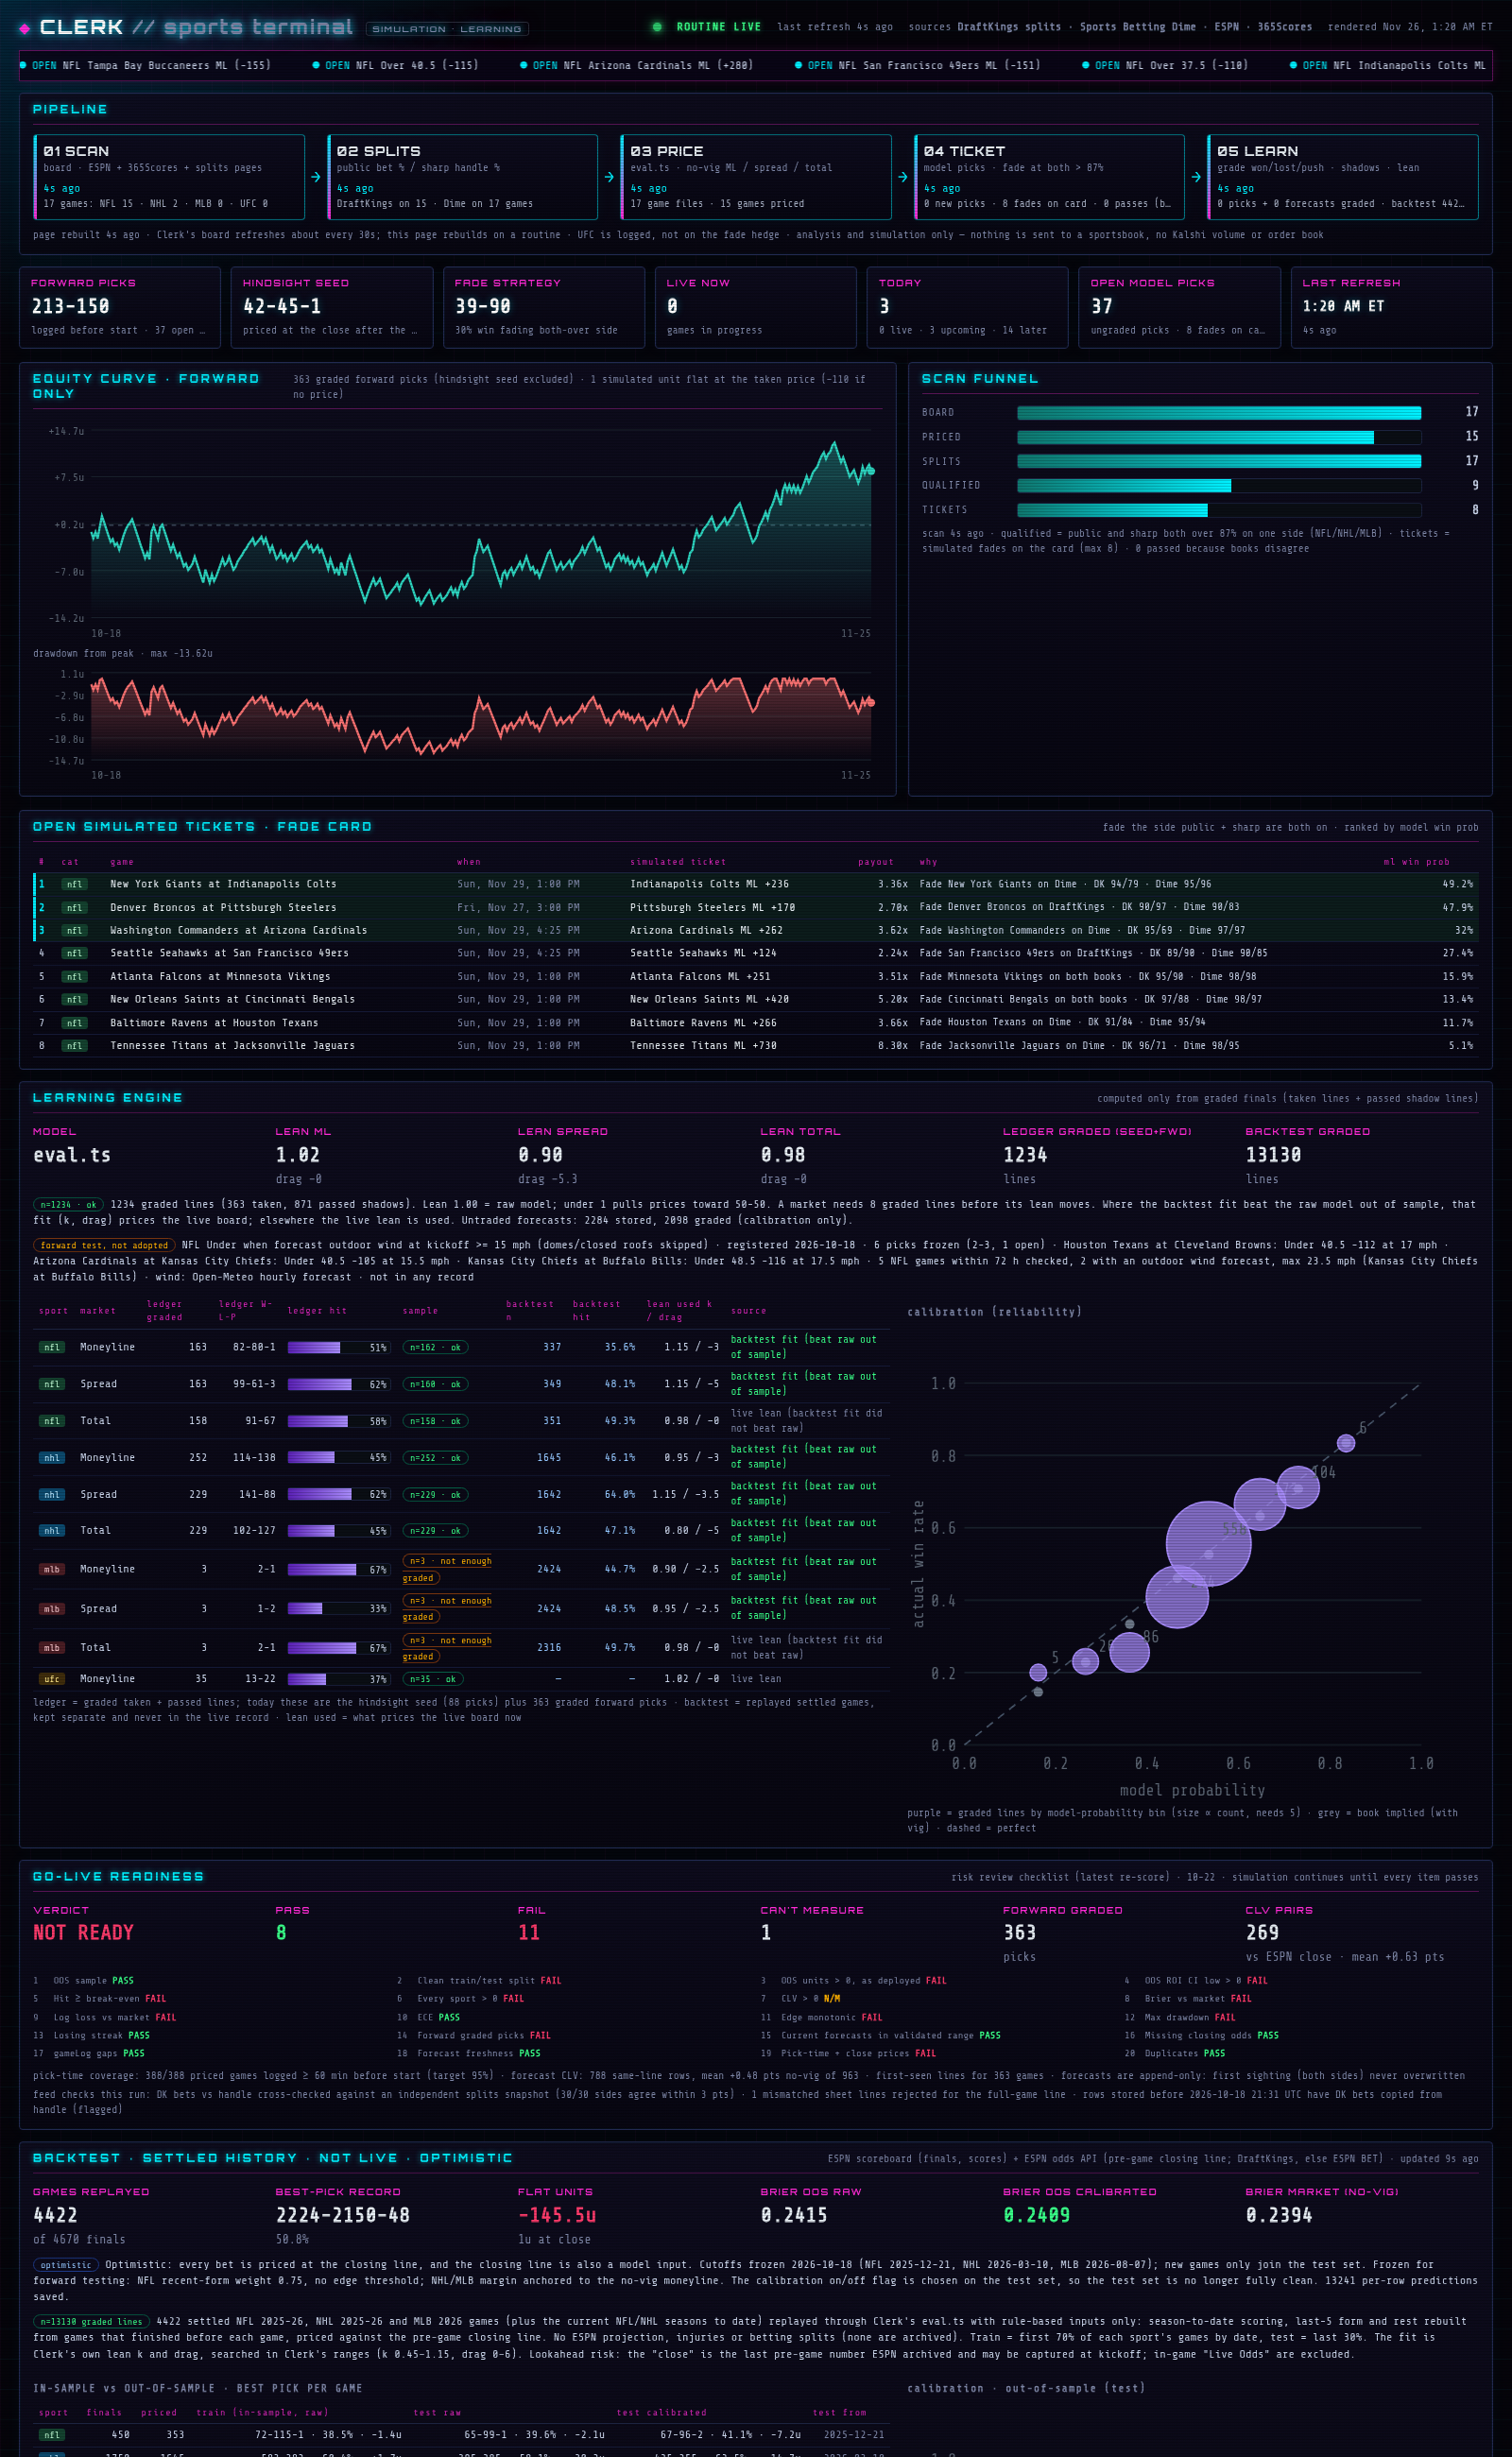 ◆ CLERK // sports terminal SIMULATION · LEARNING ROUTINE LIVE last refresh 4s ago sources DraftKings splits · Sports Betting Dime · ESPN · 365Scores rendered Nov 26, 1:20 AM ET
OPEN NFL Tampa Bay Buccaneers ML (-155) OPEN NFL Over 40.5 (-115) OPEN NFL Arizona Cardinals ML (+280) OPEN NFL San Francisco 49ers ML (-151) OPEN NFL Over 37.5 (-110) OPEN NFL Indianapolis Colts ML
PIPELINE
01 SCAN
board · ESPN + 365Scores + splits pages
4s ago
17 games: NFL 15 · NHL 2 · MLB 0 · UFC 0
→
02 SPLITS
public bet % / sharp handle %
4s ago
DraftKings on 15 · Dime on 17 games
→
03 PRICE
eval.ts · no-vig ML / spread / total
4s ago
17 game files · 15 games priced
→
04 TICKET
model picks · fade at both > 87%
4s ago
0 new picks · 8 fades on card · 0 passes (b…
→
05 LEARN
grade won/lost/push · shadows · lean
4s ago
0 picks + 0 forecasts graded · backtest 442…
page rebuilt 4s ago · Clerk's board refreshes about every 30s; this page rebuilds on a routine · UFC is logged, not on the fade hedge · analysis and simulation only — nothing is sent to a sportsbook, no Kalshi volume or order book
FORWARD PICKS
213-150
logged before start · 37 open …
HINDSIGHT SEED
42-45-1
priced at the close after the …
FADE STRATEGY
39-90
30% win fading both-over side
LIVE NOW
0
games in progress
TODAY
3
0 live · 3 upcoming · 14 later
OPEN MODEL PICKS
37
ungraded picks · 8 fades on ca…
LAST REFRESH
1:20 AM ET
4s ago
EQUITY CURVE · FORWARD ONLY
363 graded forward picks (hindsight seed excluded) · 1 simulated unit flat at the taken price (-110 if no price)
+14.7u
+7.5u
+0.2u
-7.0u
-14.2u
10-18 11-25
drawdown from peak · max -13.62u
1.1u
-2.9u
-6.8u
-10.8u
-14.7u
10-18 11-25
SCAN FUNNEL
BOARD 17
PRICED 15
SPLITS 17
QUALIFIED 9
TICKETS 8
scan 4s ago · qualified = public and sharp both over 87% on one side (NFL/NHL/MLB) · tickets =
simulated fades on the card (max 8) · 0 passed because books disagree
OPEN SIMULATED TICKETS · FADE CARD fade the side public + sharp are both on · ranked by model win prob
# cat game when simulated ticket payout why ml win prob
1 nfl New York Giants at Indianapolis Colts Sun, Nov 29, 1:00 PM Indianapolis Colts ML +236 3.36x Fade New York Giants on Dime · DK 94/79 · Dime 95/96 49.2%
2 nfl Denver Broncos at Pittsburgh Steelers Fri, Nov 27, 3:00 PM Pittsburgh Steelers ML +170 2.70x Fade Denver Broncos on DraftKings · DK 90/97 · Dime 90/83 47.9%
3 nfl Washington Commanders at Arizona Cardinals Sun, Nov 29, 4:25 PM Arizona Cardinals ML +262 3.62x Fade Washington Commanders on Dime · DK 95/69 · Dime 97/97 32%
4 nfl Seattle Seahawks at San Francisco 49ers Sun, Nov 29, 4:25 PM Seattle Seahawks ML +124 2.24x Fade San Francisco 49ers on DraftKings · DK 89/90 · Dime 90/85 27.4%
5 nfl Atlanta Falcons at Minnesota Vikings Sun, Nov 29, 1:00 PM Atlanta Falcons ML +251 3.51x Fade Minnesota Vikings on both books · DK 95/90 · Dime 98/98 15.9%
6 nfl New Orleans Saints at Cincinnati Bengals Sun, Nov 29, 1:00 PM New Orleans Saints ML +420 5.20x Fade Cincinnati Bengals on both books · DK 97/88 · Dime 98/97 13.4%
7 nfl Baltimore Ravens at Houston Texans Sun, Nov 29, 1:00 PM Baltimore Ravens ML +266 3.66x Fade Houston Texans on Dime · DK 91/84 · Dime 95/94 11.7%
8 nfl Tennessee Titans at Jacksonville Jaguars Sun, Nov 29, 1:00 PM Tennessee Titans ML +730 8.30x Fade Jacksonville Jaguars on Dime · DK 96/71 · Dime 98/95 5.1%
LEARNING ENGINE computed only from graded finals (taken lines + passed shadow lines)
MODEL
eval.ts
LEAN ML
1.02
drag -0
LEAN SPREAD
0.90
drag -5.3
LEAN TOTAL
0.98
drag -0
LEDGER GRADED (SEED+FWD)
1234
lines
BACKTEST GRADED
13130
lines
n=1234 · ok 1234 graded lines (363 taken, 871 passed shadows). Lean 1.00 = raw model; under 1 pulls prices toward 50-50. A market needs 8 graded lines before its lean moves. Where the backtest fit beat the raw model out of sample, that
fit (k, drag) prices the live board; elsewhere the live lean is used. Untraded forecasts: 2284 stored, 2098 graded (calibration only).
forward test, not adopted NFL Under when forecast outdoor wind at kickoff >= 15 mph (domes/closed roofs skipped) · registered 2026-10-18 · 6 picks frozen (2-3, 1 open) · Houston Texans at Cleveland Browns: Under 40.5 -112 at 17 mph ·
Arizona Cardinals at Kansas City Chiefs: Under 40.5 -105 at 15.5 mph · Kansas City Chiefs at Buffalo Bills: Under 48.5 -116 at 17.5 mph · 5 NFL games within 72 h checked, 2 with an outdoor wind forecast, max 23.5 mph (Kansas City Chiefs
at Buffalo Bills) · wind: Open-Meteo hourly forecast · not in any record
sport market ledger graded ledger W-L-P ledger hit sample backtest n backtest hit lean used k / drag source
nfl Moneyline 163 82-80-1 51% n=162 · ok 337 35.6% 1.15 / -3 backtest fit (beat raw out of sample)
nfl Spread 163 99-61-3 62% n=160 · ok 349 48.1% 1.15 / -5 backtest fit (beat raw out of sample)
nfl Total 158 91-67 58% n=158 · ok 351 49.3% 0.98 / -0 live lean (backtest fit did not beat raw)
nhl Moneyline 252 114-138 45% n=252 · ok 1645 46.1% 0.95 / -3 backtest fit (beat raw out of sample)
nhl Spread 229 141-88 62% n=229 · ok 1642 64.0% 1.15 / -3.5 backtest fit (beat raw out of sample)
nhl Total 229 102-127 45% n=229 · ok 1642 47.1% 0.80 / -5 backtest fit (beat raw out of sample)
mlb Moneyline 3 2-1 67% n=3 · not enough graded 2424 44.7% 0.90 / -2.5 backtest fit (beat raw out of sample)
mlb Spread 3 1-2 33% n=3 · not enough graded 2424 48.5% 0.95 / -2.5 backtest fit (beat raw out of sample)
mlb Total 3 2-1 67% n=3 · not enough graded 2316 49.7% 0.98 / -0 live lean (backtest fit did not beat raw)
ufc Moneyline 35 13-22 37% n=35 · ok — — 1.02 / -0 live lean
ledger = graded taken + passed lines; today these are the hindsight seed (88 picks) plus 363 graded forward picks · backtest = replayed settled games,
kept separate and never in the live record · lean used = what prices the live board now
calibration (reliability)
1.0
0.8
0.6
0.4
0.2
0.0
actual win rate
5
86
558
104
6
0.0 0.2 0.4 0.6 0.8 1.0
model probability
purple = graded lines by model-probability bin (size ∝ count, needs 5) · grey = book implied (with
vig) · dashed = perfect
GO-LIVE READINESS risk review checklist (latest re-score) · 10-22 · simulation continues until every item passes
VERDICT
NOT READY
PASS
8
FAIL
11
CAN'T MEASURE
1
FORWARD GRADED
363
picks
CLV PAIRS
269
vs ESPN close · mean +0.63 pts
1 OOS sample PASS 2 Clean train/test split FAIL 3 OOS units > 0, as deployed FAIL 4 OOS ROI CI low > 0 FAIL
5 Hit ≥ break-even FAIL 6 Every sport > 0 FAIL 7 CLV > 0 N/M 8 Brier vs market FAIL
9 Log loss vs market FAIL 10 ECE PASS 11 Edge monotonic FAIL 12 Max drawdown FAIL
13 Losing streak PASS 14 Forward graded picks FAIL 15 Current forecasts in validated range PASS 16 Missing closing odds PASS
17 gameLog gaps PASS 18 Forecast freshness PASS 19 Pick-time + close prices FAIL 20 Duplicates PASS
pick-time coverage: 388/388 priced games logged ≥ 60 min before start (target 95%) · forecast CLV: 788 same-line rows, mean +0.48 pts no-vig of 963 · first-seen lines for 363 games · forecasts are append-only: first sighting (both sides) never overwritten
feed checks this run: DK bets vs handle cross-checked against an independent splits snapshot (30/30 sides agree within 3 pts) · 1 mismatched sheet lines rejected for the full-game line · rows stored before 2026-10-18 21:31 UTC have DK bets copied from
handle (flagged)
BACKTEST · SETTLED HISTORY · NOT LIVE · OPTIMISTIC ESPN scoreboard (finals, scores) + ESPN odds API (pre-game closing line; DraftKings, else ESPN BET) · updated 9s ago
GAMES REPLAYED
4422
of 4670 finals
BEST-PICK RECORD
2224-2150-48
50.8%
FLAT UNITS
-145.5u
1u at close
BRIER OOS RAW
0.2415
BRIER OOS CALIBRATED
0.2409
BRIER MARKET (NO-VIG)
0.2394
optimistic Optimistic: every bet is priced at the closing line, and the closing line is also a model input. Cutoffs frozen 2026-10-18 (NFL 2025-12-21, NHL 2026-03-10, MLB 2026-08-07); new games only join the test set. Frozen for
forward testing: NFL recent-form weight 0.75, no edge threshold; NHL/MLB margin anchored to the no-vig moneyline. The calibration on/off flag is chosen on the test set, so the test set is no longer fully clean. 13241 per-row predictions
saved.
n=13130 graded lines 4422 settled NFL 2025-26, NHL 2025-26 and MLB 2026 games (plus the current NFL/NHL seasons to date) replayed through Clerk's eval.ts with rule-based inputs only: season-to-date scoring, last-5 form and rest rebuilt
from games that finished before each game, priced against the pre-game closing line. No ESPN projection, injuries or betting splits (none are archived). Train = first 70% of each sport's games by date, test = last 30%. The fit is
Clerk's own lean k and drag, searched in Clerk's ranges (k 0.45-1.15, drag 0-6). Lookahead risk: the "close" is the last pre-game number ESPN archived and may be captured at kickoff; in-game "Live Odds" are excluded.
IN-SAMPLE vs OUT-OF-SAMPLE · BEST PICK PER GAME
sport finals priced train (in-sample, raw) test raw test calibrated test from
nfl 450 353 72-115-1 · 38.5% · -1.4u 65-99-1 · 39.6% · -2.1u 67-96-2 · 41.1% · -7.2u 2025-12-21
calibration · out-of-sample (test)